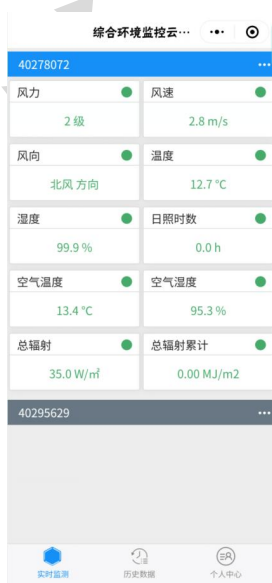 综合环境监控云…
40278072
风力 风速
2 级 2.8 m/s
风向 温度
北风 方向 12.7 °C
湿度 日照时数
99.9 % 0.0 h
空气温度 空气湿度
13.4 °C 95.3 %
总辐射 总辐射累计
35.0 W/㎡ 0.00 MJ/m2
40295629
实时监测 历史数据 个人中心